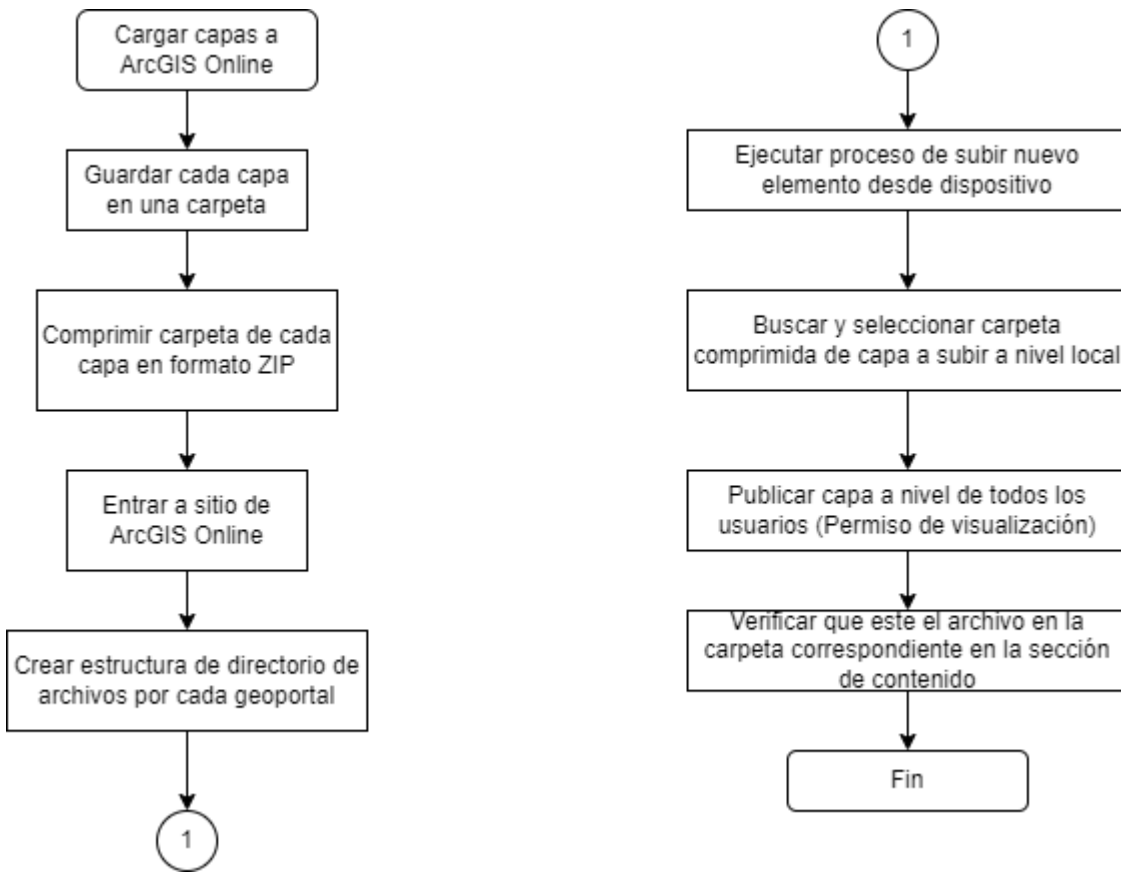 Cargar capas a
ArcGIS Online
Guardar cada capa
en una carpeta
Comprimir carpeta de cada
capa en formato ZIP
Entrar a sitio de
ArcGIS Online
Crear estructura de directorio de
archivos por cada geoportal
1
1
Ejecutar proceso de subir nuevo
elemento desde dispositivo
Buscar y seleccionar carpeta
comprimida de capa a subir a nivel local
Publicar capa a nivel de todos los
usuarios (Permiso de visualización)
Verificar que este el archivo en la
carpeta correspondiente en la sección
de contenido
Fin